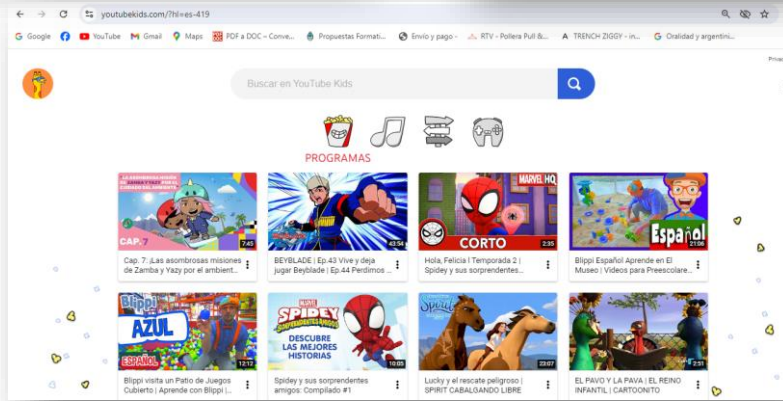 youtubekids.com/?hl=es-419
Google YouTube Gmail Maps PDF a DOC – Conve... Propuestas Formati... Envío y pago - RTV - Pollera Pull &... TRENCH ZIGGY - in... Oralidad y argentini...
Buscar en YouTube Kids
PROGRAMAS
CAP. 7
7:45
43:54
MARVEL HQ
CORTO
2:35
Español
21:06
Cap. 7: ¡Las asombrosas misiones
de Zamba y Yazy por el ambient...
BEYBLADE | Ep.43 Vive y deja
jugar Beyblade | Ep.44 Perdimos ...
Hola, Felicia l Temporada 2 |
Spidey y sus sorprendentes...
Blippi Español Aprende en El
Museo | Videos para Preescolare...
Blippi
AZUL
ESPAÑOL
12:12
MARVEL
SPIDEY
SORPRENDENTES AMIGOS
DESCUBRE
LAS MEJORES
HISTORIAS
10:05
Spirit
23:07
2:51
Blippi visita un Patio de Juegos
Cubierto | Aprende con Blippi |...
Spidey y sus sorprendentes
amigos: Compilado #1
Lucky y el rescate peligroso |
SPIRIT CABALGANDO LIBRE
EL PAVO Y LA PAVA | EL REINO
INFANTIL | CARTOONITO